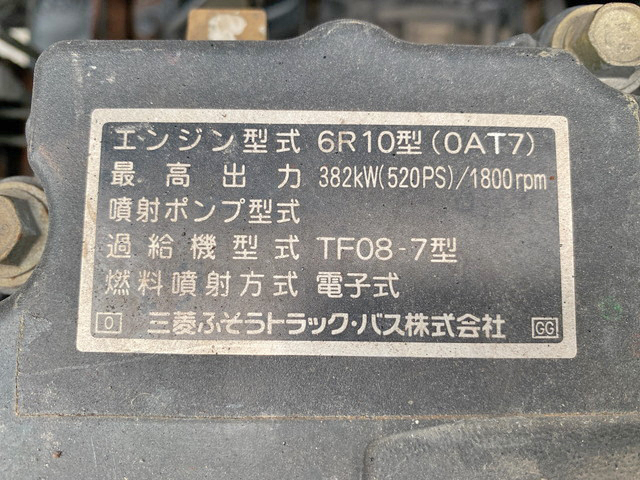 エンジン型式 6R10型(0AT7)
最高出力 382kW(520PS)/1800rpm
噴射ポンプ型式
過給機型式 TF08-7型
燃料噴射方式 電子式
0 三菱ふそうトラック・バス株式会社 GG